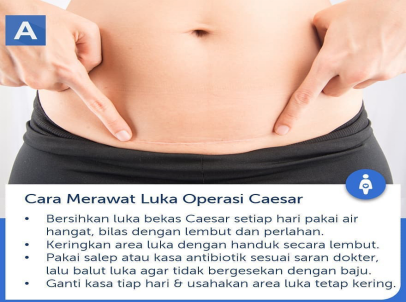 A
Cara Merawat Luka Operasi Caesar
• Bersihkan luka bekas Caesar setiap hari pakai air
hangat, bilas dengan lembut dan perlahan.
• Keringkan area luka dengan handuk secara lembut.
• Pakai salep atau kasa antibiotik sesuai saran dokter,
lalu balut luka agar tidak bergesekan dengan baju.
• Ganti kasa tiap hari & usahakan area luka tetap kering.